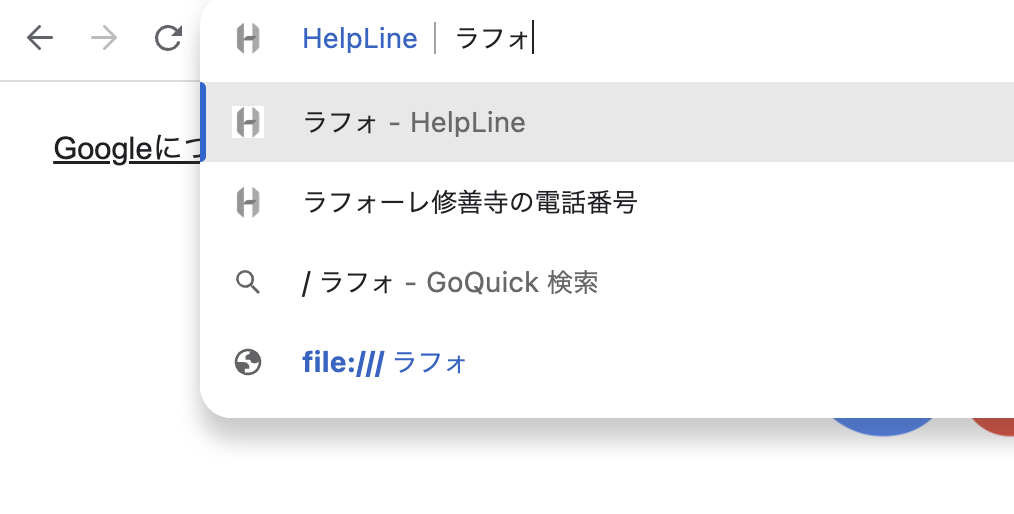 HelpLine | ラフォ
ラフォ - HelpLine
Googleに
ラフォーレ修善寺の電話番号
/ ラフォ - GoQuick 検索
file:/// ラフォ